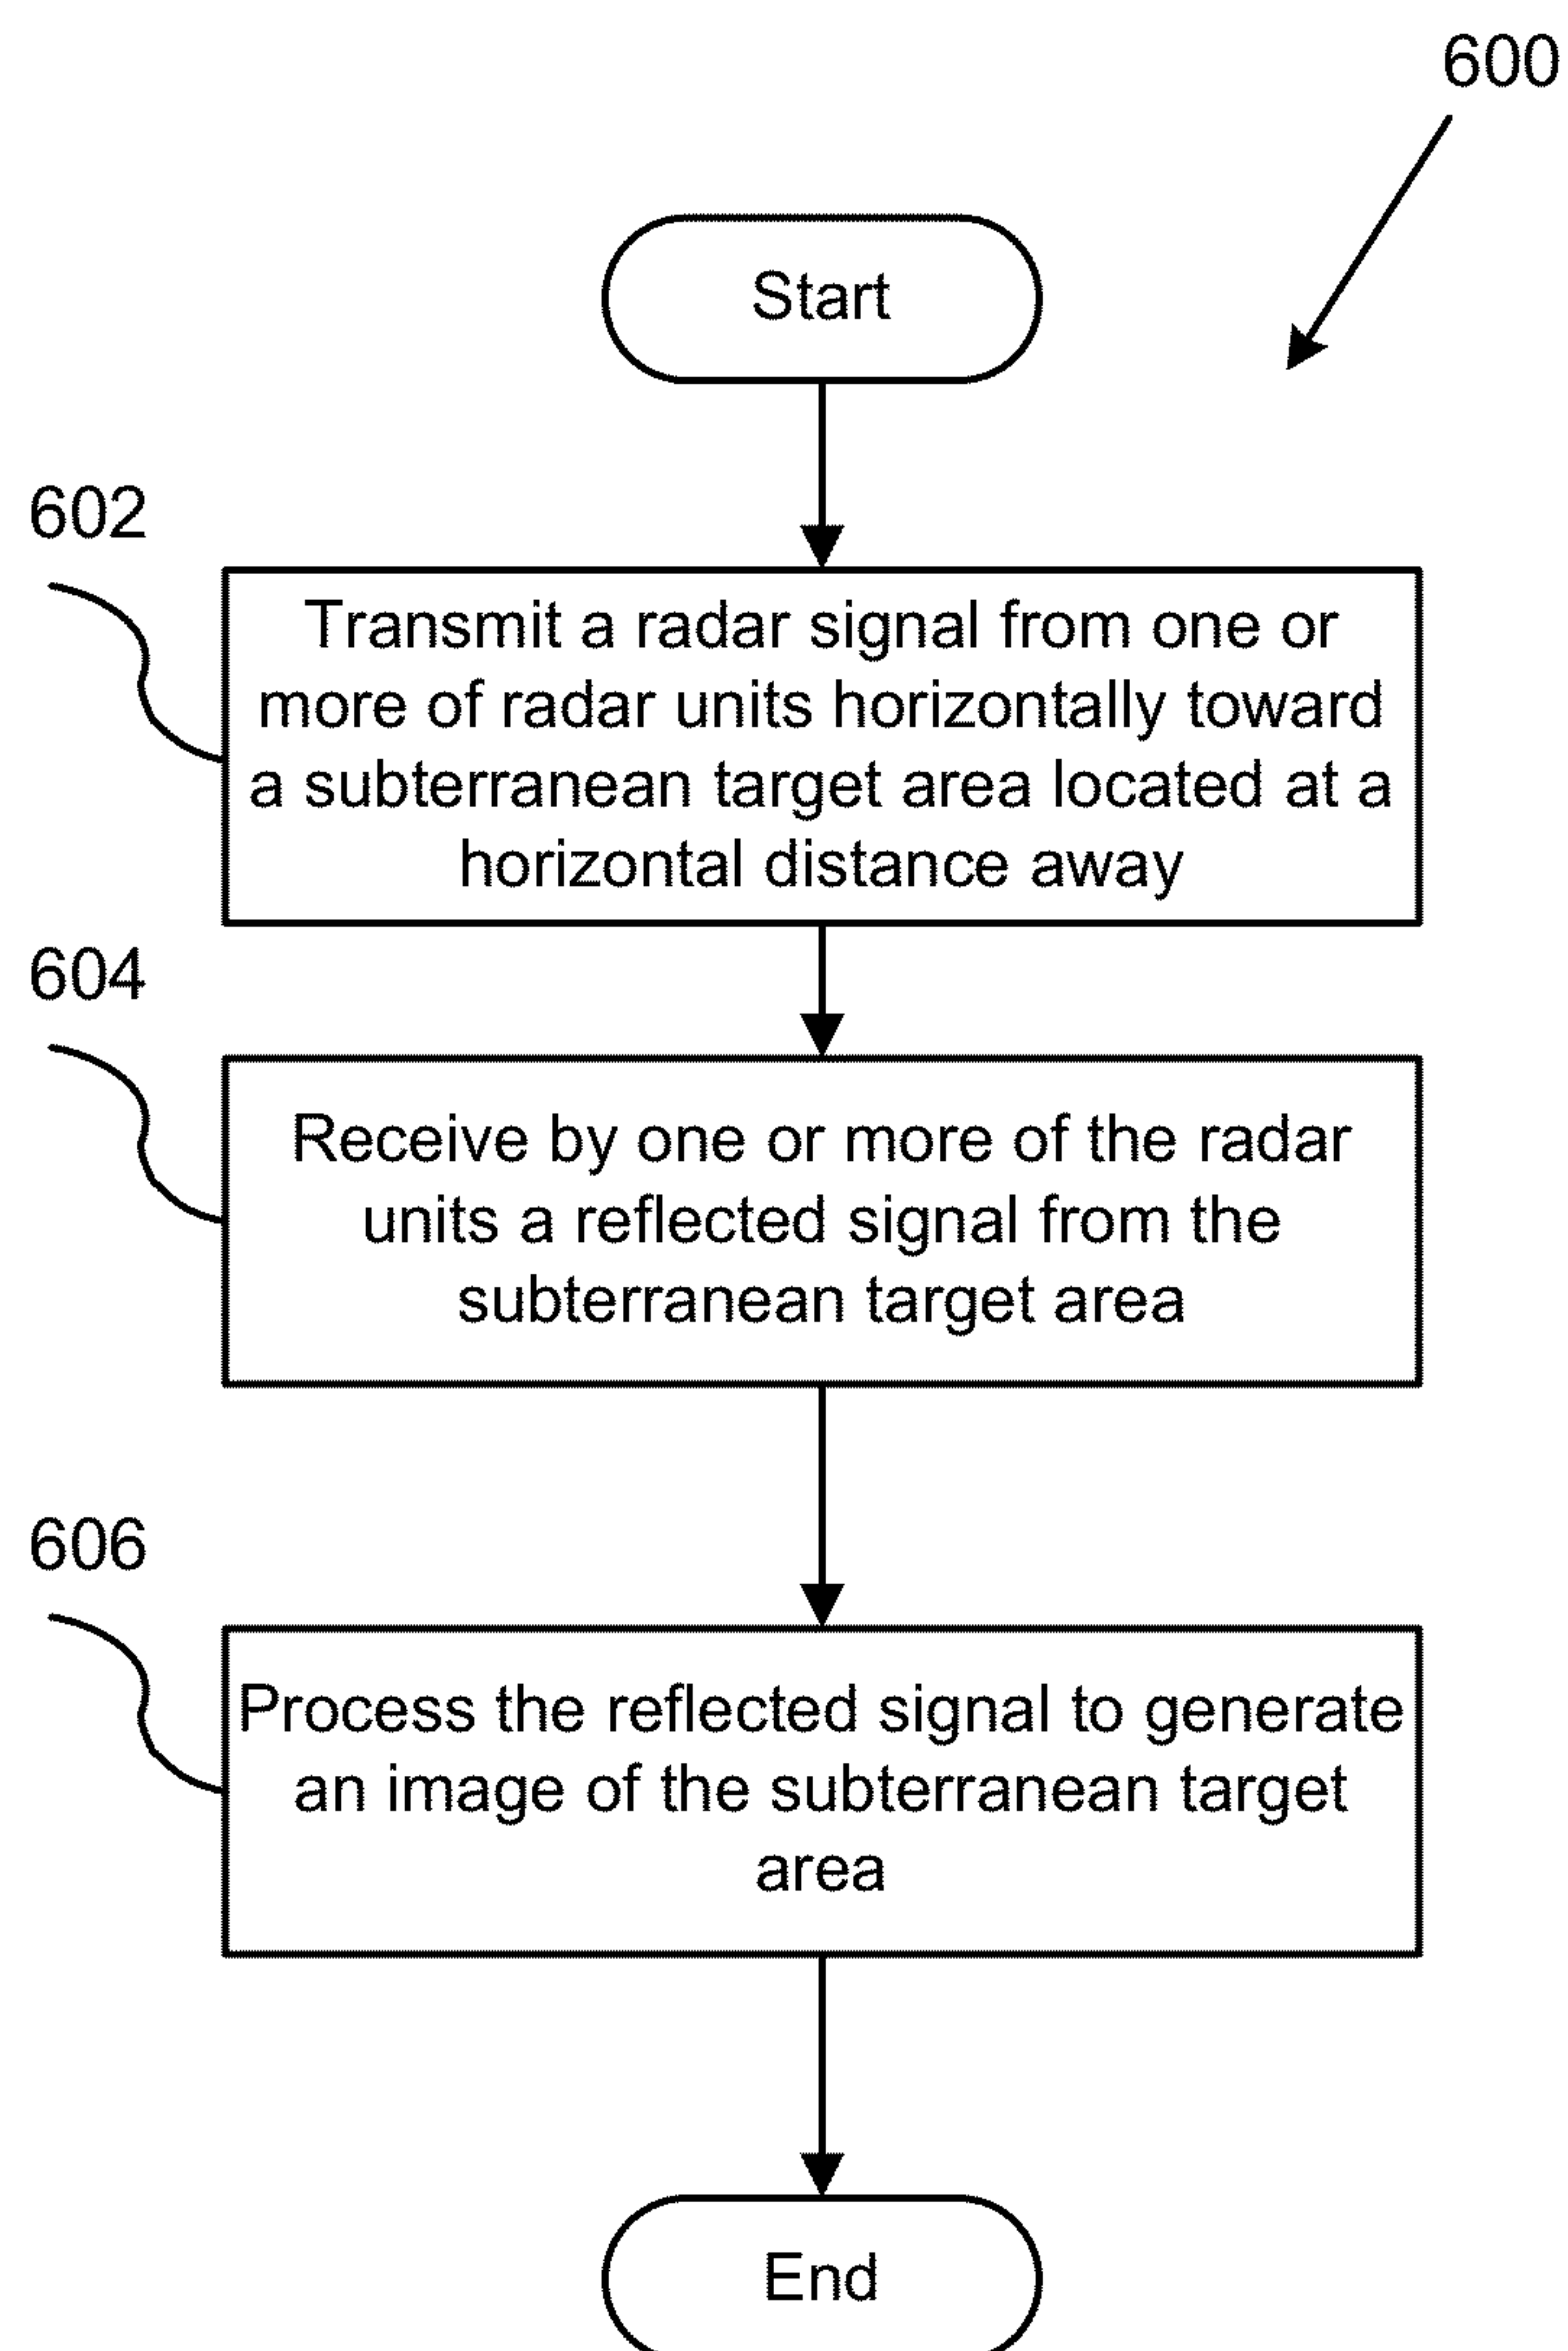 600
Start
602
Transmit a radar signal from one or
more of radar units horizontally toward
a subterranean target area located at a
horizontal distance away
604
Receive by one or more of the radar
units a reflected signal from the
subterranean target area
606
Process the reflected signal to generate
an image of the subterranean target
area
End